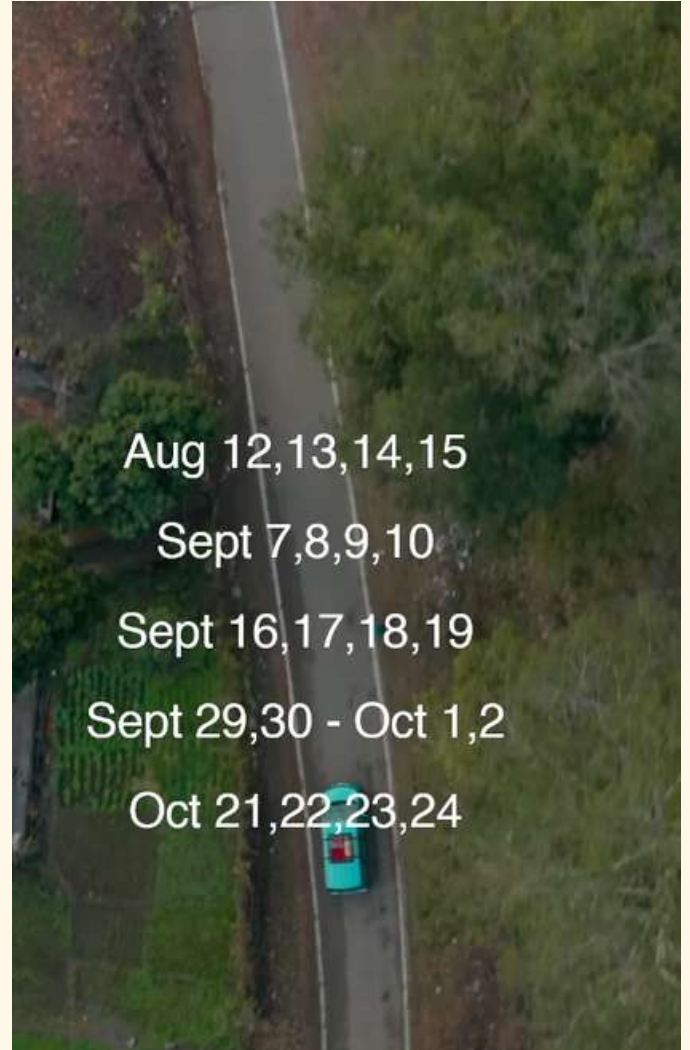 Aug 12,13,14,15
Sept 7,8,9,10
Sept 16,17,18,19
Sept 29,30 - Oct 1,2
Oct 21,22,23,24